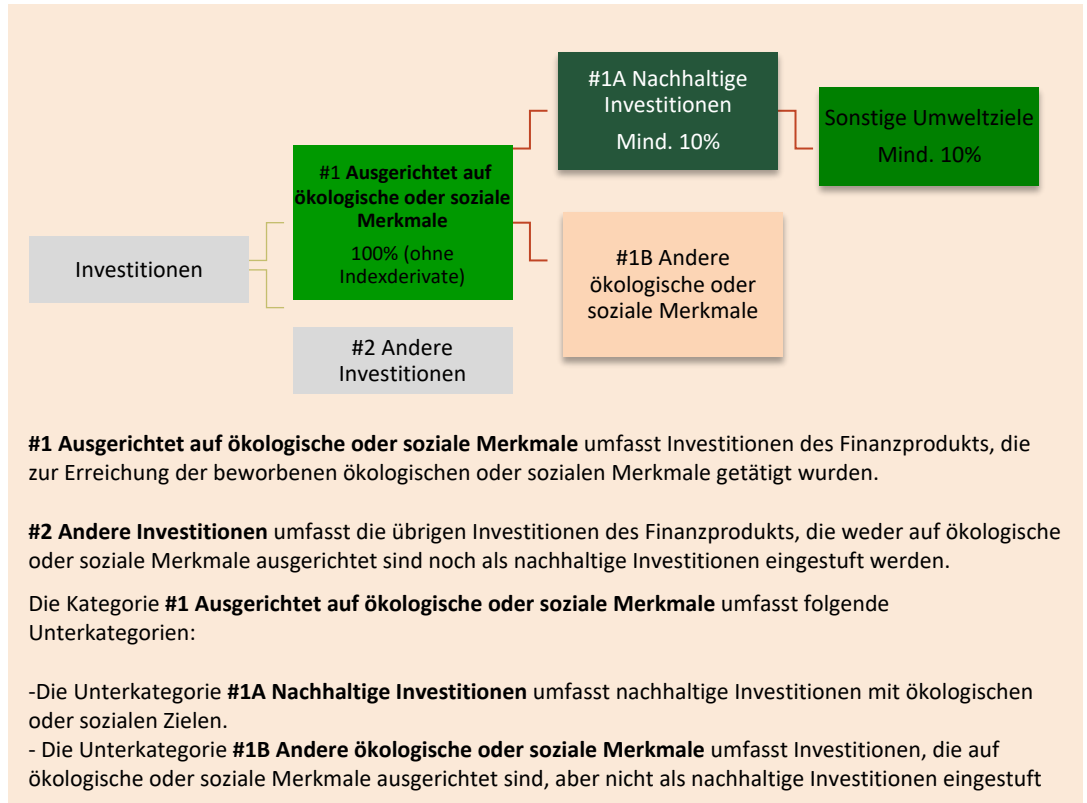 #1A Nachhaltige
Investitionen
Mind. 10%
Sonstige Umweltziele
Mind. 10%
#1 Ausgerichtet auf
ökologische oder soziale
Merkmale
100% (ohne
Indexderivate)
Investitionen
#1B Andere
ökologische oder
soziale Merkmale
#2 Andere
Investitionen
#1 Ausgerichtet auf ökologische oder soziale Merkmale umfasst Investitionen des Finanzprodukts, die
zur Erreichung der beworbenen ökologischen oder sozialen Merkmale getätigt wurden.
#2 Andere Investitionen umfasst die übrigen Investitionen des Finanzprodukts, die weder auf ökologische
oder soziale Merkmale ausgerichtet sind noch als nachhaltige Investitionen eingestuft werden.
Die Kategorie #1 Ausgerichtet auf ökologische oder soziale Merkmale umfasst folgende
Unterkategorien:
-Die Unterkategorie #1A Nachhaltige Investitionen umfasst nachhaltige Investitionen mit ökologischen
oder sozialen Zielen.
- Die Unterkategorie #1B Andere ökologische oder soziale Merkmale umfasst Investitionen, die auf
ökologische oder soziale Merkmale ausgerichtet sind, aber nicht als nachhaltige Investitionen eingestuft